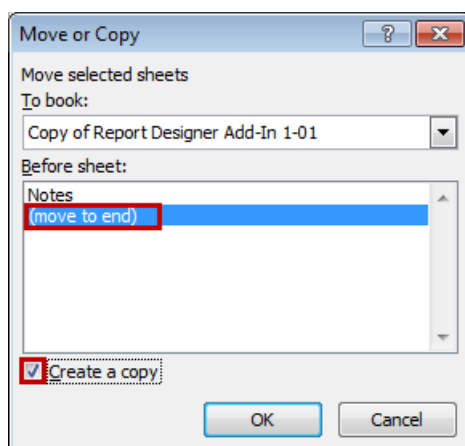 Move or Copy
Move selected sheets
To book:
Copy of Report Designer Add-In 1-01
Before sheet:
Notes
(move to end)
Create a copy
OK Cancel